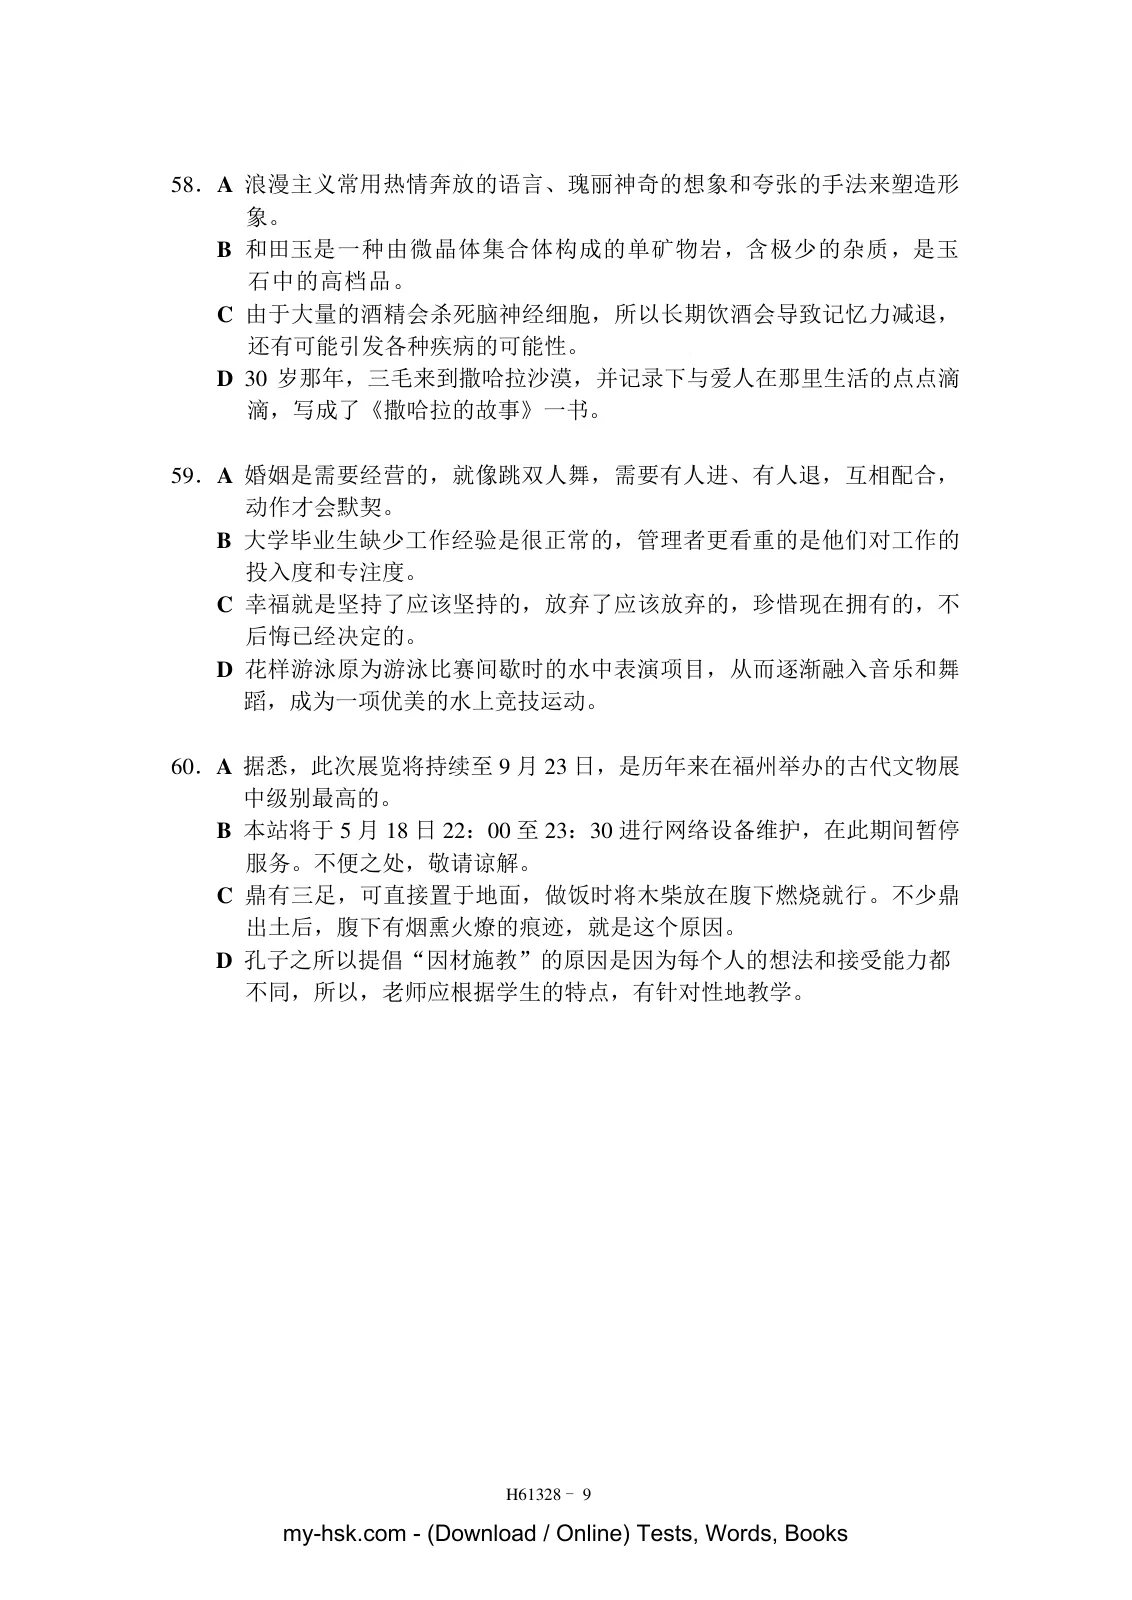 58．A 浪漫主义常用热情奔放的语言、瑰丽神奇的想象和夸张的手法来塑造形
象。
B 和田玉是一种由微晶体集合体构成的单矿物岩，含极少的杂质，是玉
石中的高档品。
C 由于大量的酒精会杀死脑神经细胞，所以长期饮酒会导致记忆力减退，
还有可能引发各种疾病的可能性。
D 30 岁那年，三毛来到撒哈拉沙漠，并记录下与爱人在那里生活的点点滴
滴，写成了《撒哈拉的故事》一书。
59．A 婚姻是需要经营的，就像跳双人舞，需要有人进、有人退，互相配合，
动作才会默契。
B 大学毕业生缺少工作经验是很正常的，管理者更看重的是他们对工作的
投入度和专注度。
C 幸福就是坚持了应该坚持的，放弃了应该放弃的，珍惜现在拥有的，不
后悔已经决定的。
D 花样游泳原为游泳比赛间歇时的水中表演项目，从而逐渐融入音乐和舞
蹈，成为一项优美的水上竞技运动。
60．A 据悉，此次展览将持续至 9 月 23 日，是历年来在福州举办的古代文物展
中级别最高的。
B 本站将于 5 月 18 日 22：00 至 23：30 进行网络设备维护，在此期间暂停
服务。不便之处，敬请谅解。
C 鼎有三足，可直接置于地面，做饭时将木柴放在腹下燃烧就行。不少鼎
出土后，腹下有烟熏火燎的痕迹，就是这个原因。
D 孔子之所以提倡“因材施教”的原因是因为每个人的想法和接受能力都
不同，所以，老师应根据学生的特点，有针对性地教学。
H61328－ 9
my-hsk.com - (Download / Online) Tests, Words, Books